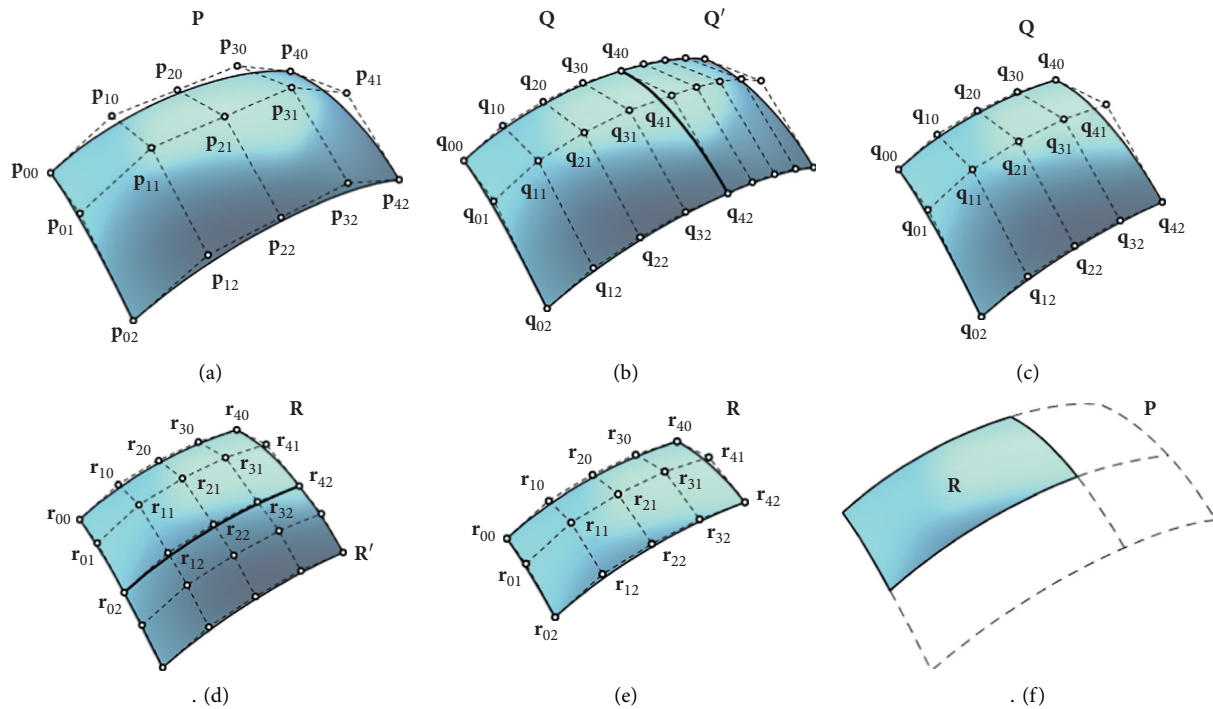 P
p30 p40
p20 p41
p10
p31
p21
p00 p11
p42
p01 p32
p22
p12
p02
(a)
Q Q′
q40
q30
q20
q10 q41
q31
q00 q21
q11
q01 q42
q32
q22
q12
q02
(b)
Q
q40
q30
q20
q10 q41
q31
q00 q21
q11
q01 q42
q32
q22
q12
q02
(c)
R
r40
r30
r20 r41
r10 r31
r21 r42
r00 r11 r32
r22
r01 r12 R′
r02
. (d)
R
r40
r30
r20 r41
r10 r31
r21 r42
r00 r11 r32
r01 r22
r12
r02
(e)
P
R
. (f)